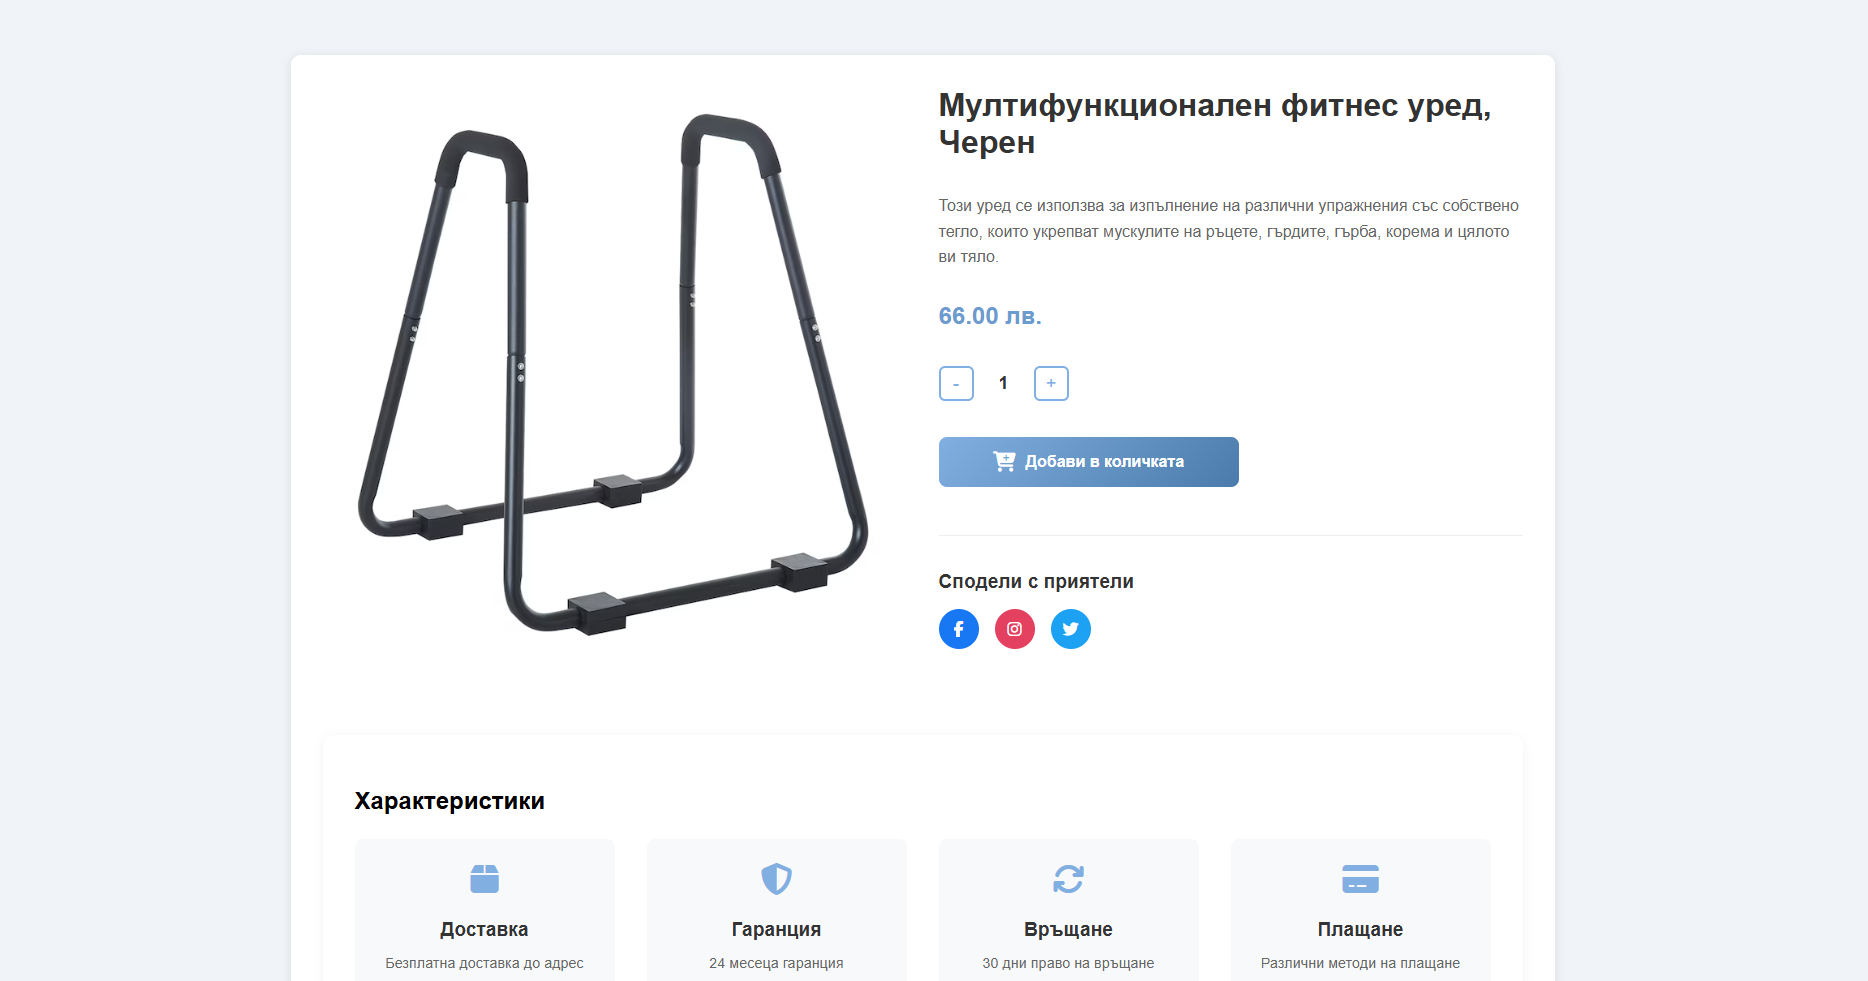 Мултифункционален фитнес уред,
Черен
Този уред се използва за изпълнение на различни упражнения със собствено
тегло, които укрепват мускулите на ръцете, гърдите, гърба, корема и цялото
ви тяло.
66.00 лв.
- 1 +
Добави в количката
Сподели с приятели
Характеристики
Доставка
Безплатна доставка до адрес
Гаранция
24 месеца гаранция
Връщане
30 дни право на връщане
Плащане
Различни методи на плащане